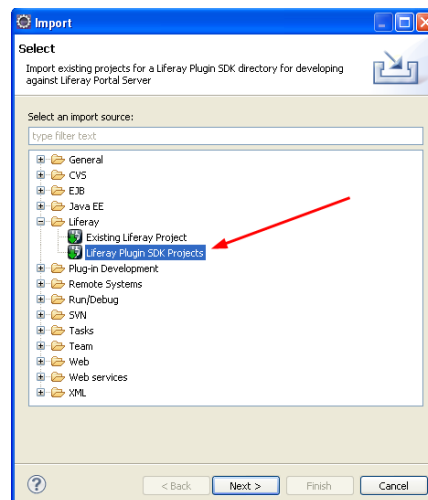 Import
Select
Import existing projects for a Liferay Plugin SDK directory for developing
against Liferay Portal Server
Select an import source:
type filter text
General
CVS
EJB
Java EE
Liferay
Existing Liferay Project
Liferay Plugin SDK Projects
Plug-in Development
Remote Systems
Run/Debug
SVN
Tasks
Team
Web
Web services
XML
< Back Next > Finish Cancel